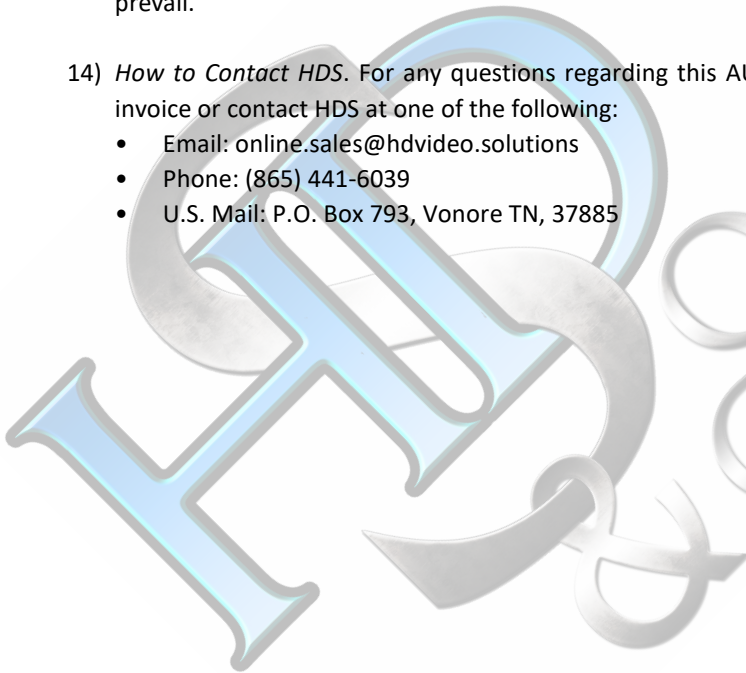 prevail.
14) How to Contact HDS. For any questions regarding this AU
invoice or contact HDS at one of the following:
• Email: online.sales@hdvideo.solutions
• Phone: (865) 441-6039
• U.S. Mail: P.O. Box 793, Vonore TN, 37885
HDS
&